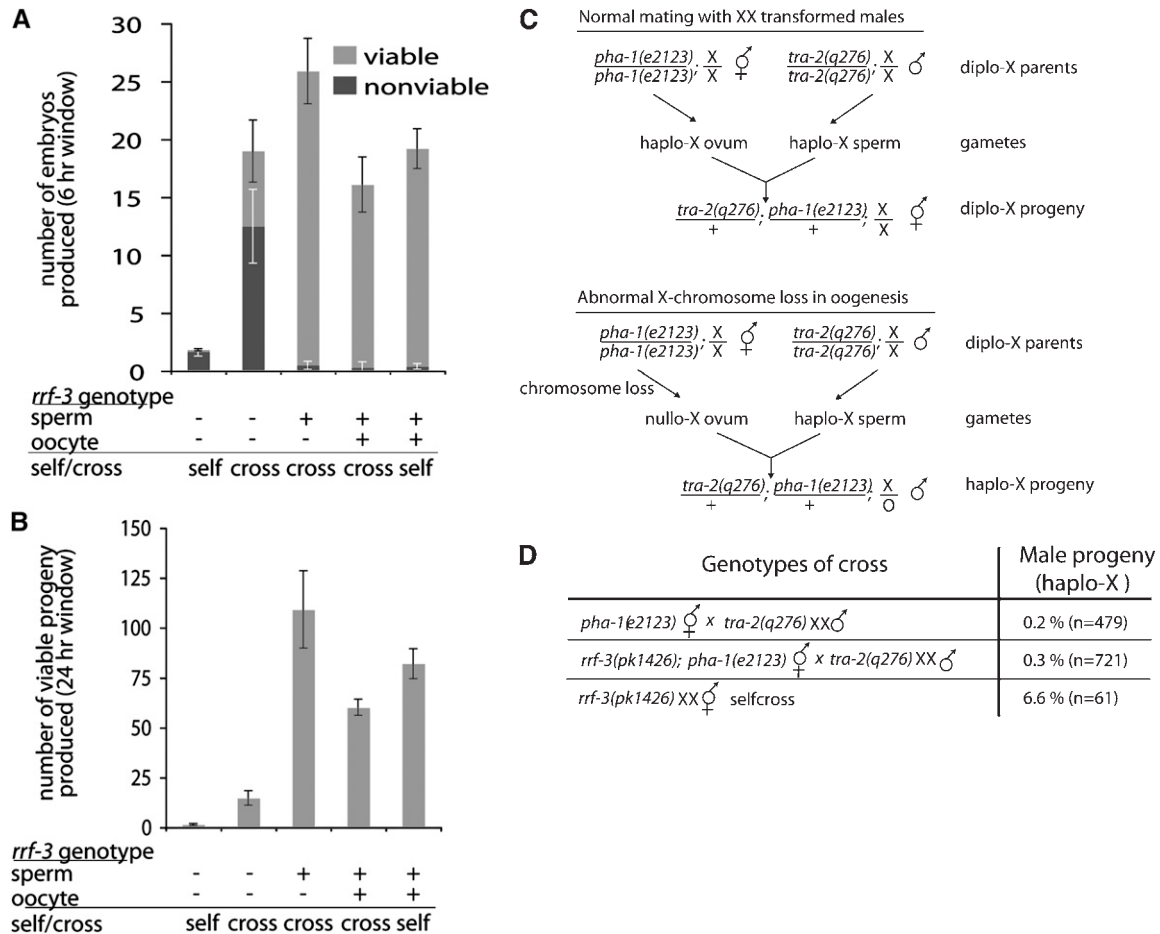 A
number of embryos
produced (6 hr window)
30
25
20
15
10
5
0
viable
nonviable
rrf-3 genotype
sperm - - + + +
oocyte - - - + +
self/cross self cross cross cross self
B
number of viable progeny
produced (24 hr window)
150
125
100
75
50
25
0
rrf-3 genotype
sperm - - + + +
oocyte - - - + +
self/cross self cross cross cross self
C
Normal mating with XX transformed males
pha-1(e2123) ; X ⚥ tra-2(q276) ; X ♂ diplo-X parents
pha-1(e2123) X tra-2(q276) X
haplo-X ovum haplo-X sperm gametes
tra-2(q276) ; pha-1(e2123) ; X ⚥ diplo-X progeny
+ + X
Abnormal X-chromosome loss in oogenesis
pha-1(e2123) ; X ⚥ tra-2(q276) ; X ♂ diplo-X parents
pha-1(e2123) X tra-2(q276) X
chromosome loss
nullo-X ovum haplo-X sperm gametes
tra-2(q276) ; pha-1(e2123) ; X ♂ haplo-X progeny
+ + O
D
Genotypes of cross Male progeny
(haplo-X )
pha-1(e2123) ⚥ x tra-2(q276) XX♂ 0.2 % (n=479)
rrf-3(pk1426); pha-1(e2123) ⚥ x tra-2(q276) XX♂ 0.3 % (n=721)
rrf-3(pk1426) XX⚥ selfcross 6.6 % (n=61)